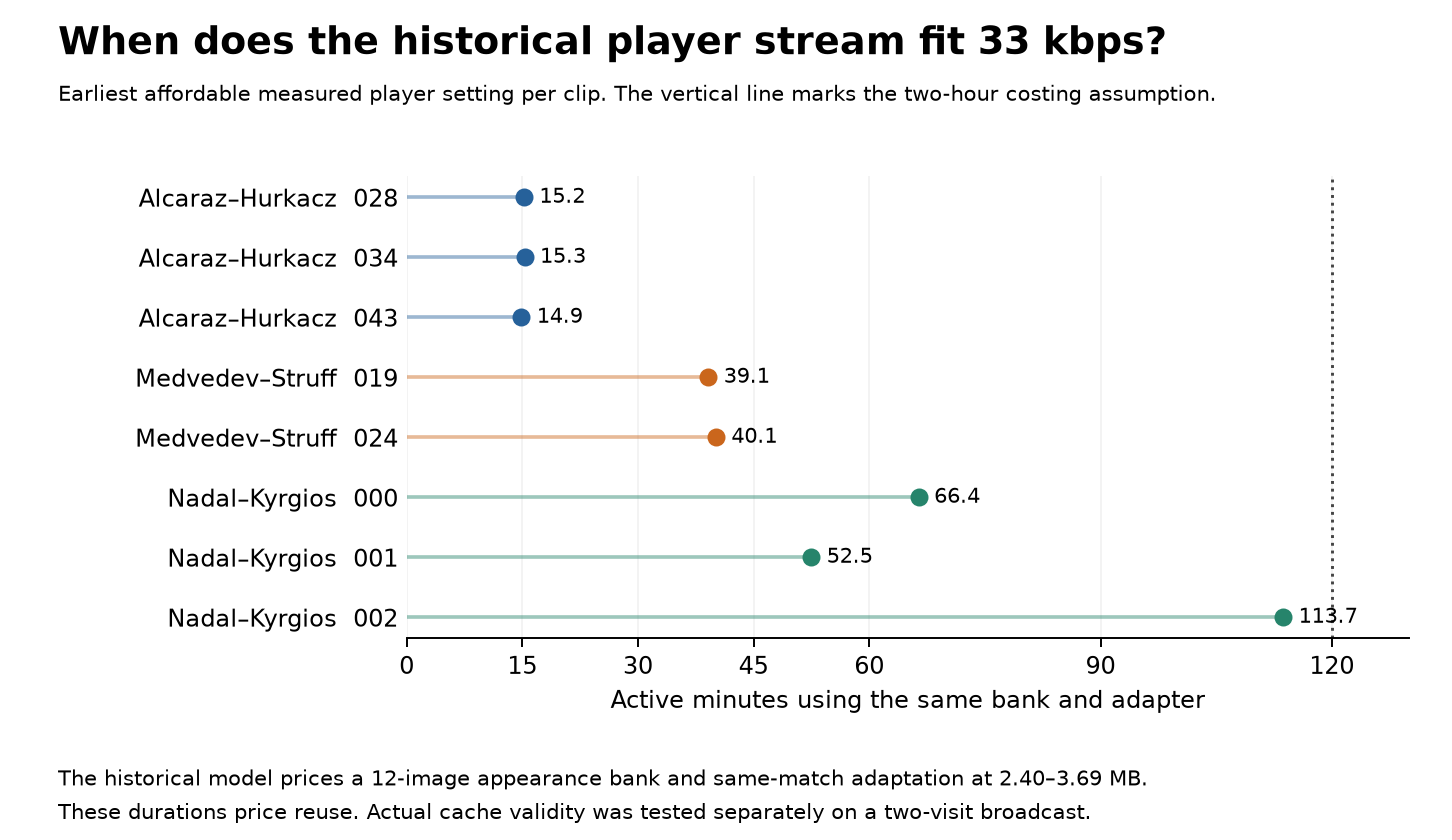 When does the historical player stream fit 33 kbps?
Earliest affordable measured player setting per clip. The vertical line marks the two-hour costing assumption.
Alcaraz–Hurkacz 028 15.2
Alcaraz–Hurkacz 034 15.3
Alcaraz–Hurkacz 043 14.9
Medvedev–Struff 019 39.1
Medvedev–Struff 024 40.1
Nadal–Kyrgios 000 66.4
Nadal–Kyrgios 001 52.5
Nadal–Kyrgios 002 113.7
0 15 30 45 60 90 120
Active minutes using the same bank and adapter
The historical model prices a 12-image appearance bank and same-match adaptation at 2.40–3.69 MB.
These durations price reuse. Actual cache validity was tested separately on a two-visit broadcast.